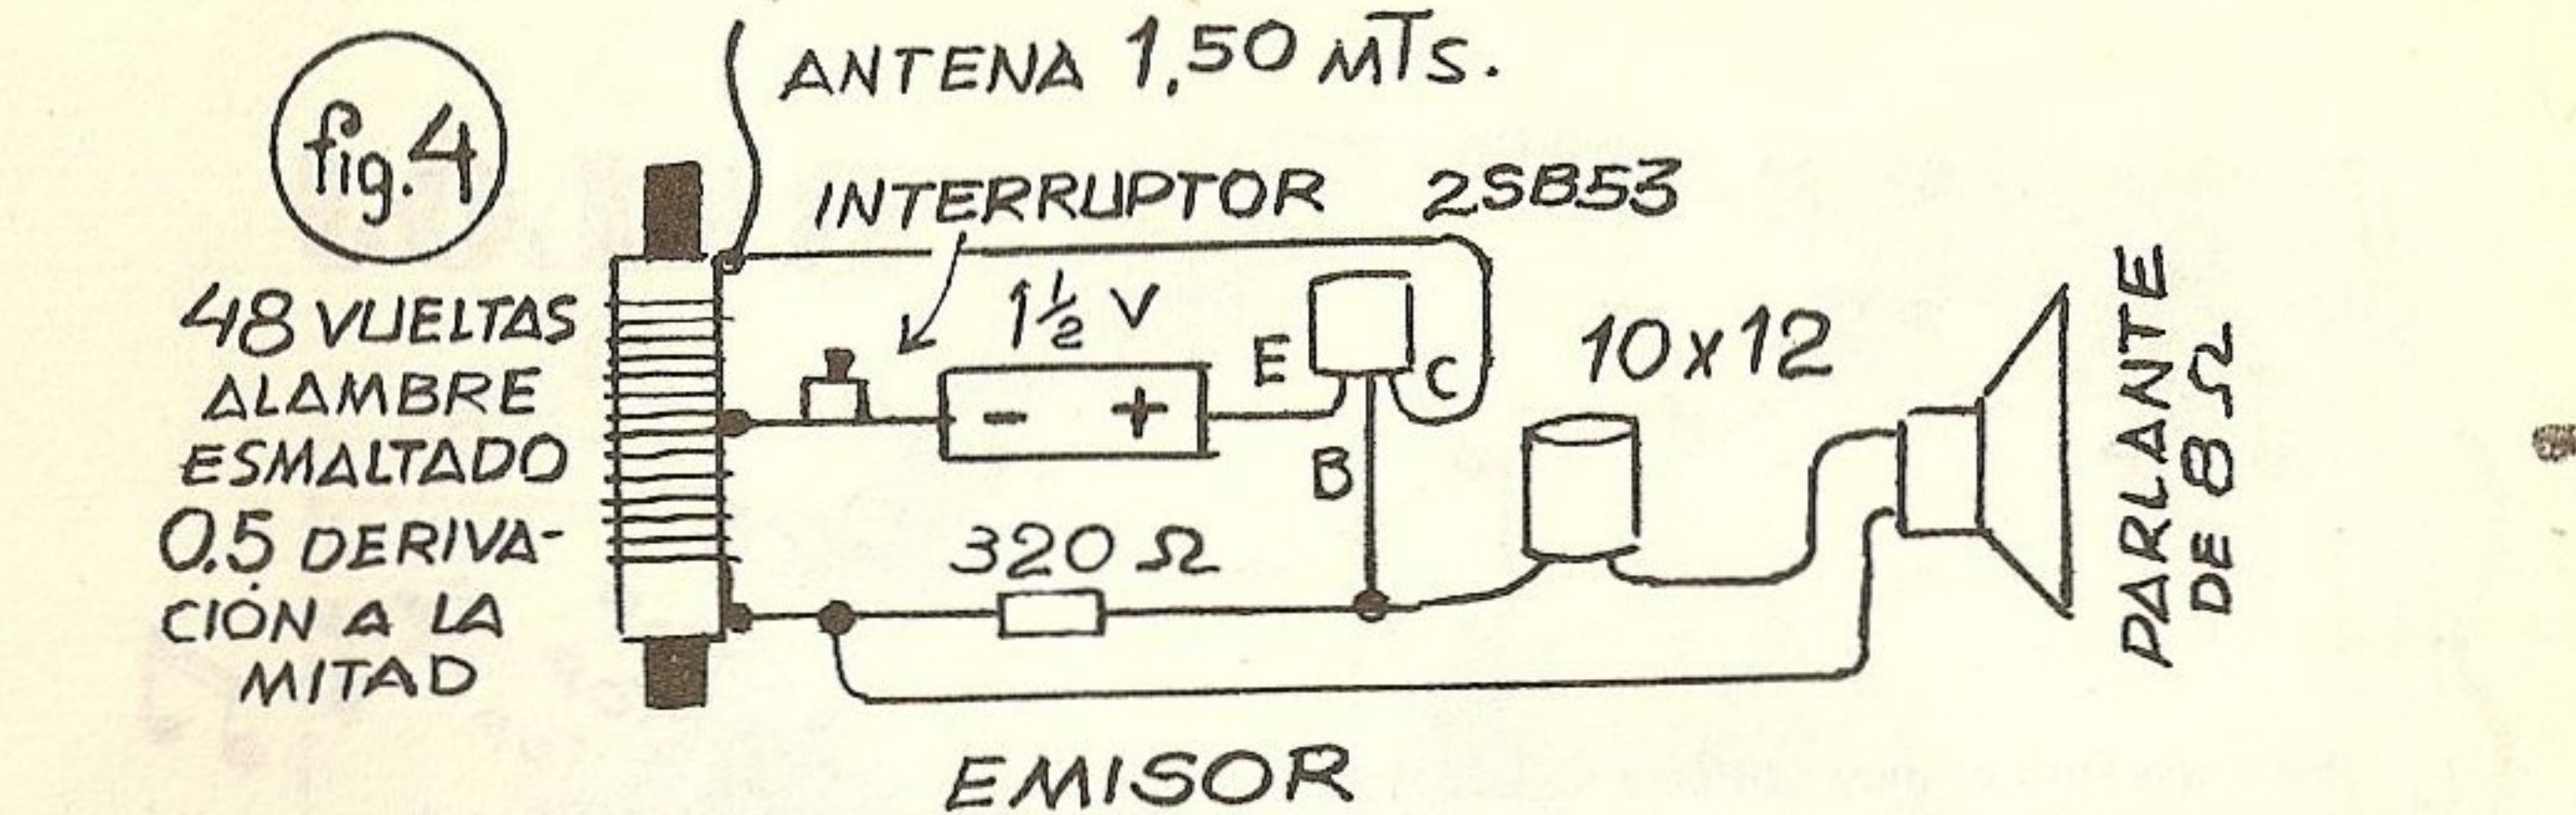 fig. 4
ANTENA 1,50 MTS.
INTERRUPTOR
2SB53
48 VUELTAS
ALAMBRE
ESMALTADO
0.5 DERIVA-
CIÓN A LA
MITAD
1½ V
- +
E
C
B
10x12
320 Ω
PARLANTE
DE 8 Ω
EMISOR